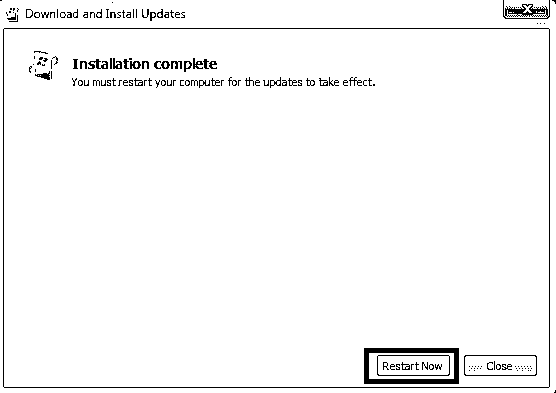 Download and Install Updates
Installation complete
You must restart your computer for the updates to take effect.
Restart Now
Close